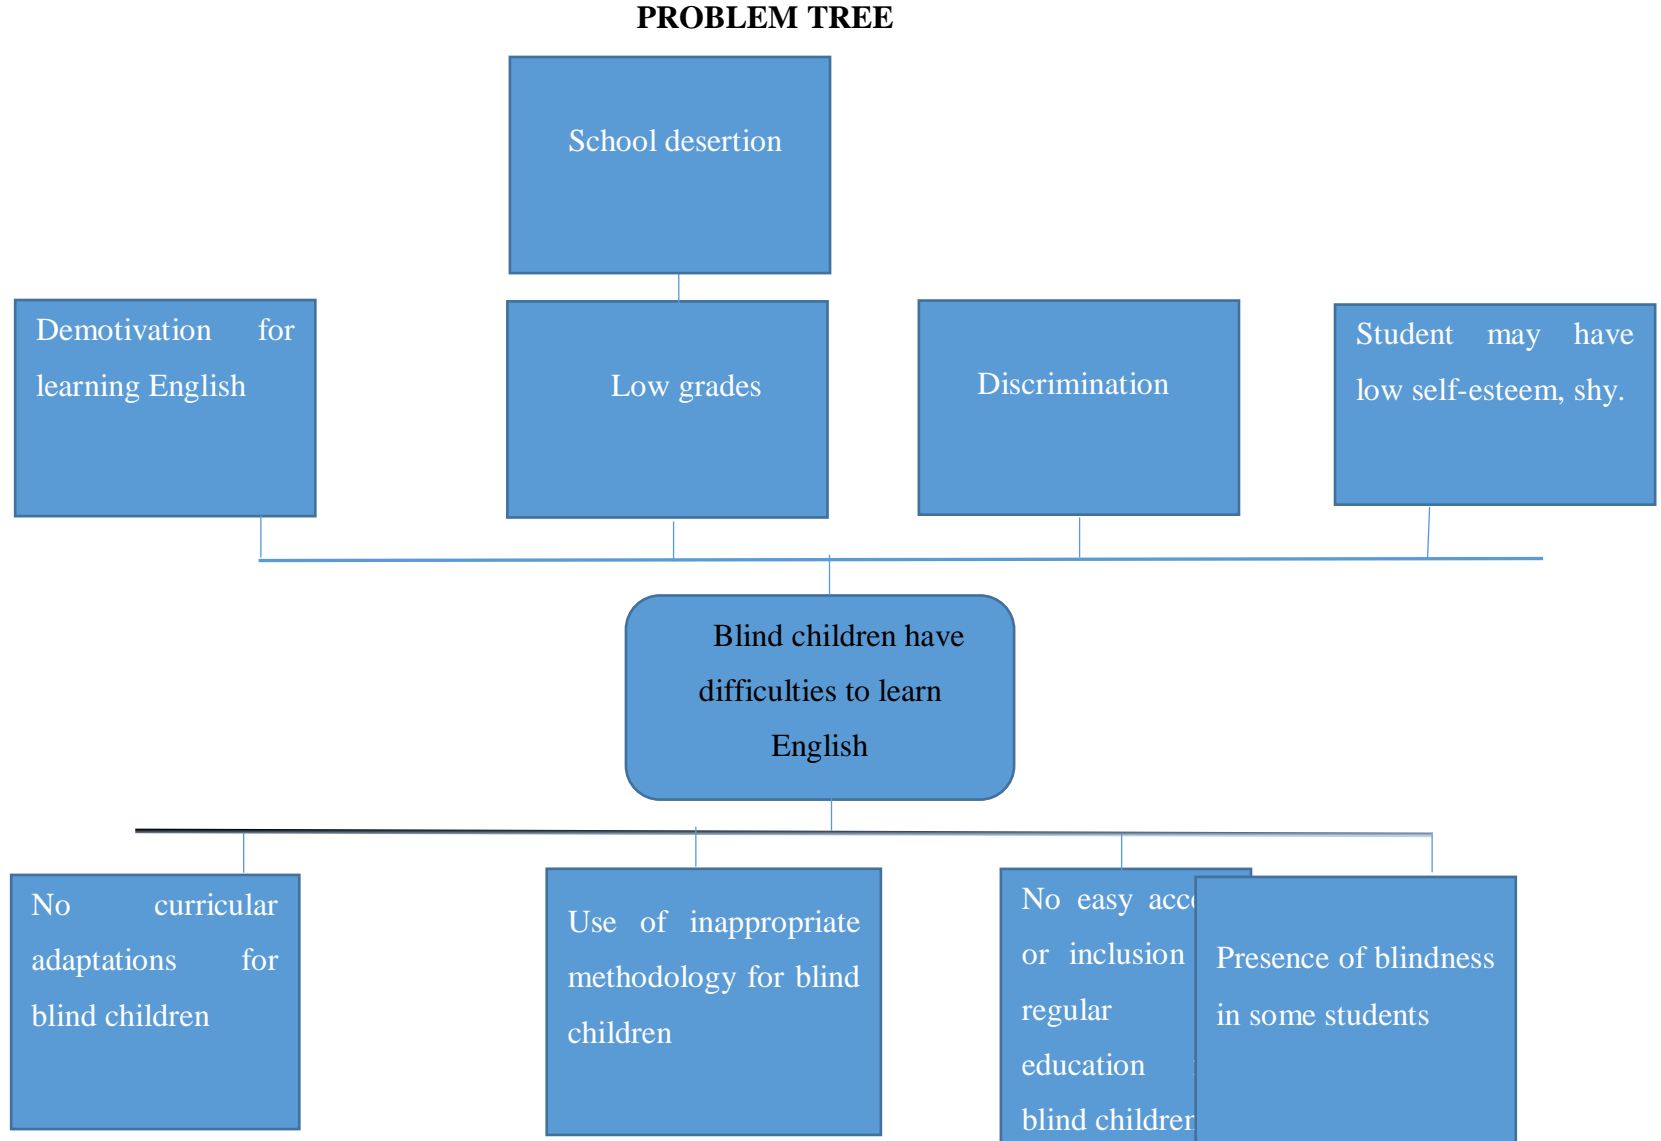 PROBLEM TREE
School desertion
Demotivation for
learning English
Low grades
Discrimination
Student may have
low self-esteem, shy.
Blind children have
difficulties to learn
English
No curricular
adaptations for
blind children
Use of inappropriate
methodology for blind
children
No easy
or inclusion
regular
education
blind children
Presence of blindness
in some students